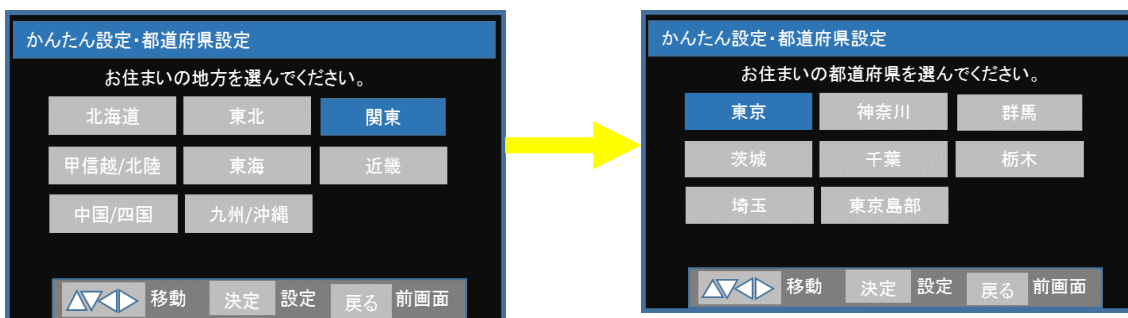 かんたん設定・都道府県設定
お住まいの地方を選んでください。
北海道 東北 関東
甲信越/北陸 東海 近畿
中国/四国 九州/沖縄
移動 決定 設定 戻る 前画面
かんたん設定・都道府県設定
お住まいの都道府県を選んでください。
東京 神奈川 群馬
茨城 千葉 栃木
埼玉 東京島部
移動 決定 設定 戻る 前画面